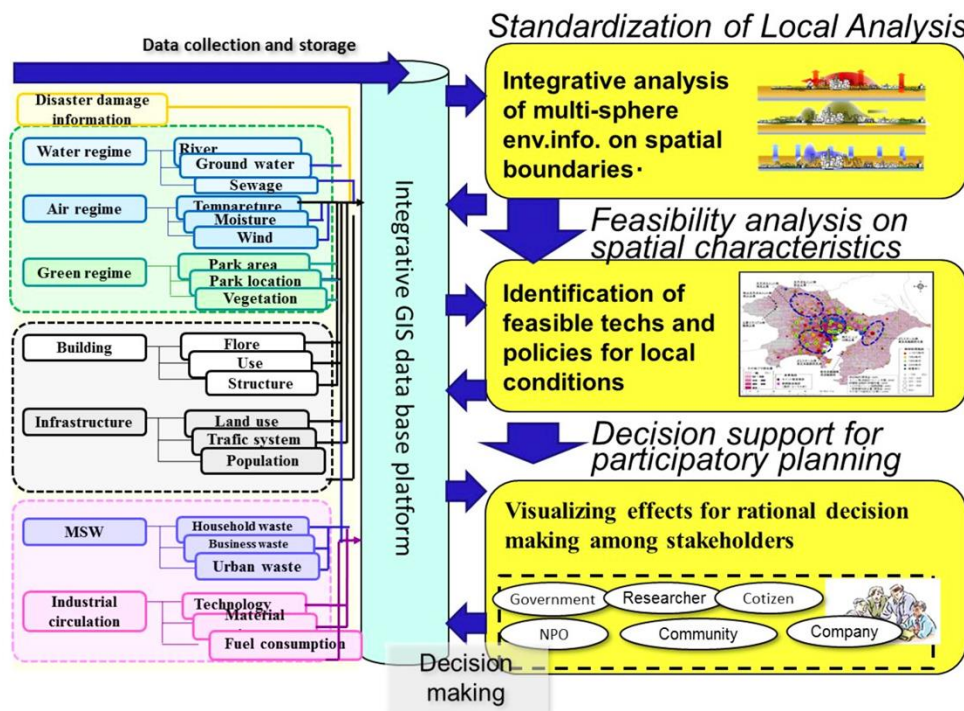 Standardization of Local Analysis
Data collection and storage
Disaster damage
information
Water regime
River
Ground water
Sewage
Air regime
Tempareture
Moisture
Wind
Green regime
Park area
Park location
Vegetation
Building
Flore
Use
Structure
Infrastructure
Land use
Trafic system
Population
MSW
Household waste
Business waste
Urban waste
Industrial
circulation
Technology
Material
Fuel consumption
Integrative GIS data base platform
Integrative analysis
of multi-sphere
env.info. on spatial
boundaries・
Feasibility analysis on
spatial characteristics
Identification of
feasible techs and
policies for local
conditions
Decision support for
participatory planning
Visualizing effects for rational decision
making among stakeholders
Government
Researcher
Cotizen
NPO
Community
Company
Decision
making